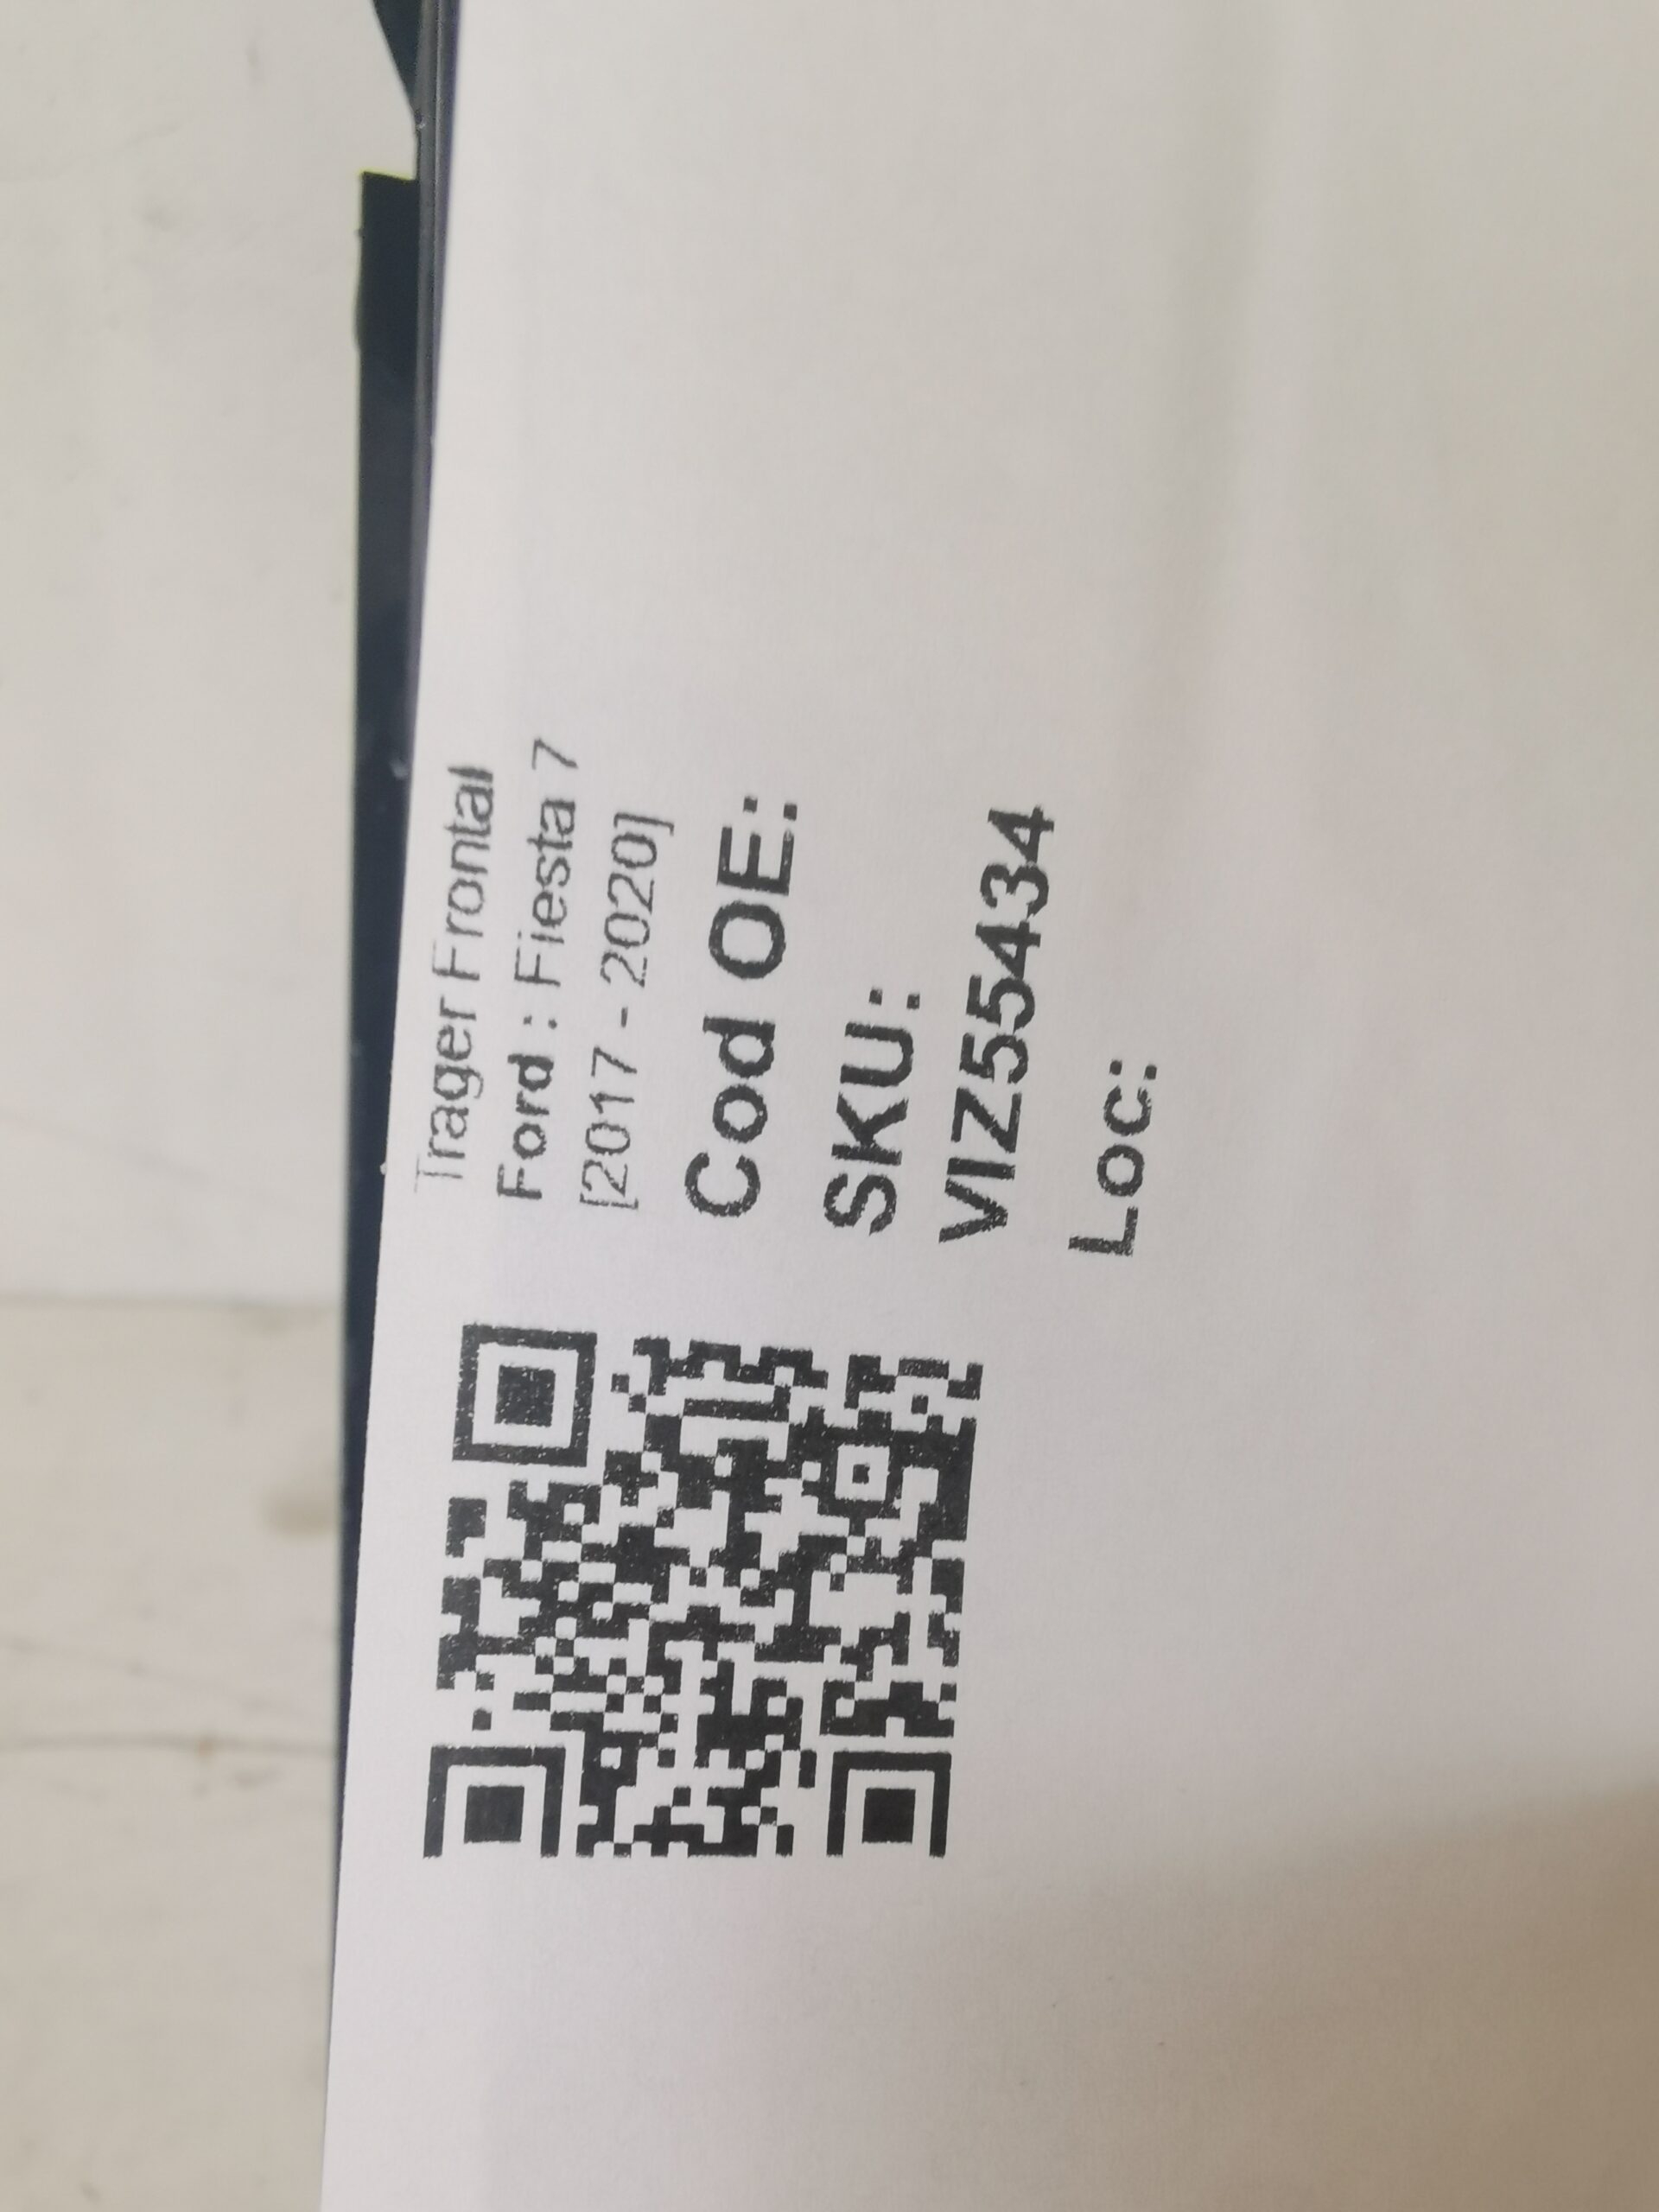 Trager Frontal
Ford : Fiesta 7
[2017 - 2020]
Cod OE:
SKU:
VIZ55434
Loc: